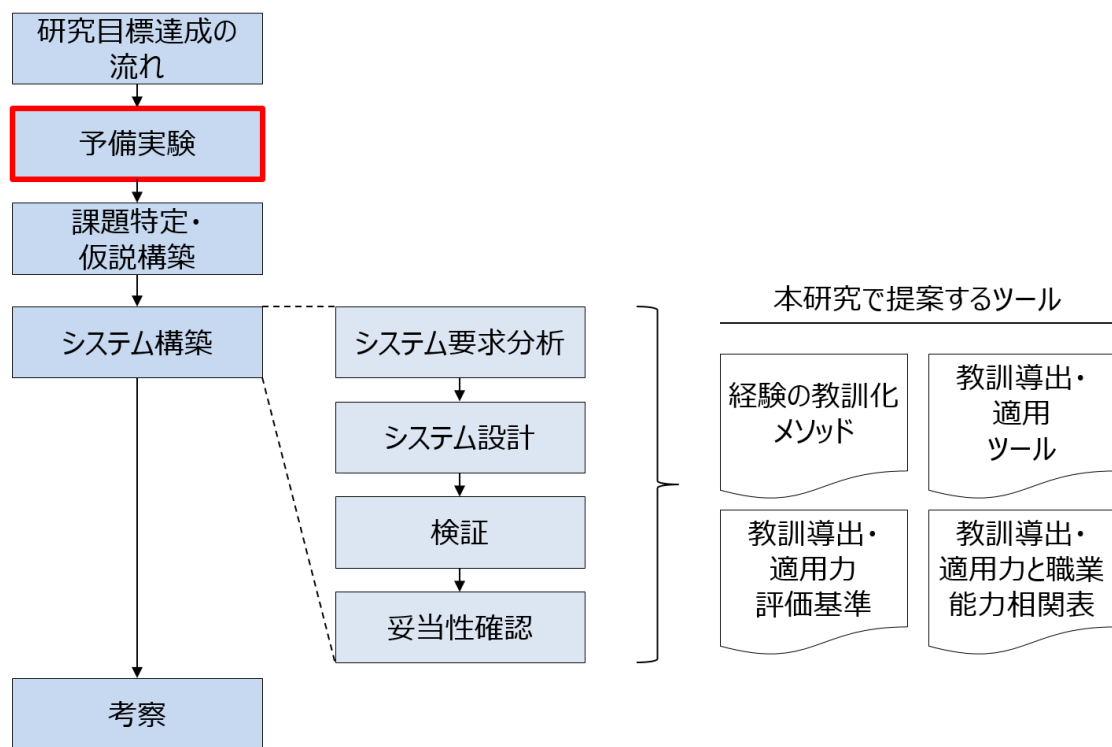 研究目標達成の
流れ
予備実験
課題特定・
仮説構築
システム構築
考察
システム要求分析
システム設計
検証
妥当性確認
本研究で提案するツール
経験の教訓化
メソッド
教訓導出・
適用
ツール
教訓導出・
適用力
評価基準
教訓導出・
適用力と職業
能力相関表